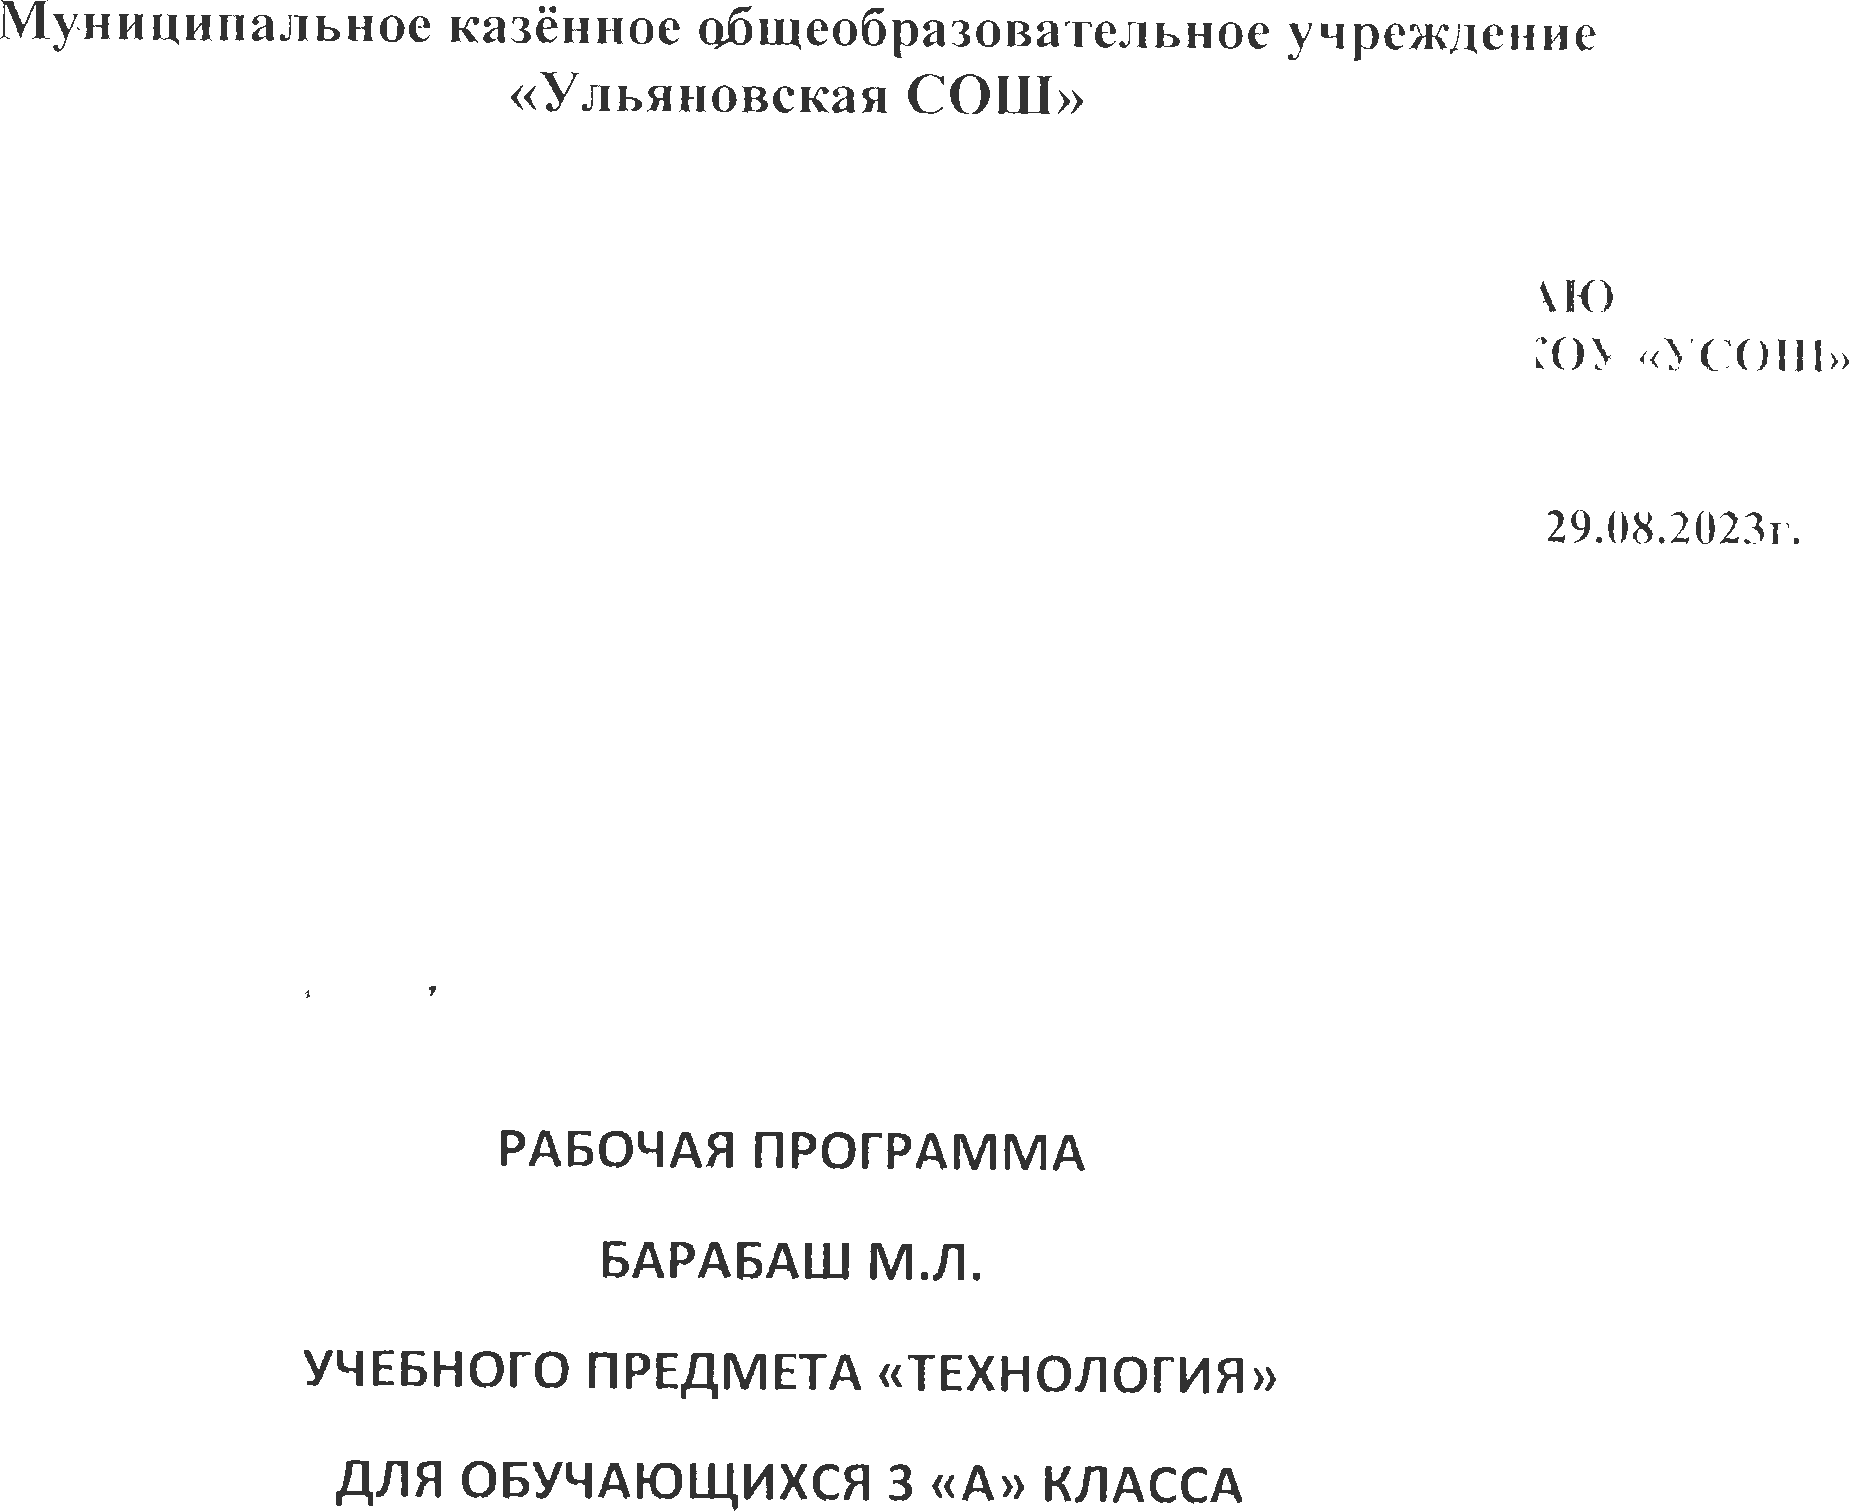 Муниципальное казённое общеобразовательное учреждение
«Ульяновская СОШ»
«УСОШ»
29.08.2023г.
РАБОЧАЯ ПРОГРАММА
БАРАБАШ М.Л.
УЧЕБНОГО ПРЕДМЕТА «ТЕХНОЛОГИЯ»
ДЛЯ ОБУЧАЮЩИХСЯ 3 «А» КЛАССА